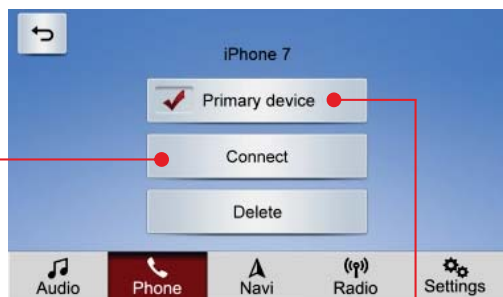 iPhone 7
Primary device
Connect
Delete
Audio Phone Navi Radio Settings